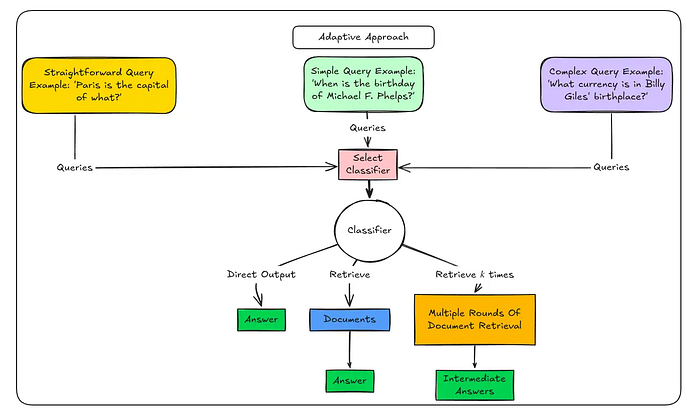 Adaptive Approach
Straightforward Query
Example: 'Paris is the capital
of what?'
Simple Query Example:
'When is the birthday
of Michael F. Phelps?'
Complex Query Example:
'What currency is in Billy
Giles' birthplace?'
Queries
Queries
Queries
Select
Classifier
Classifier
Direct Output
Retrieve
Retrieve k times
Answer
Documents
Multiple Rounds Of
Document Retrieval
Answer
Intermediate
Answers